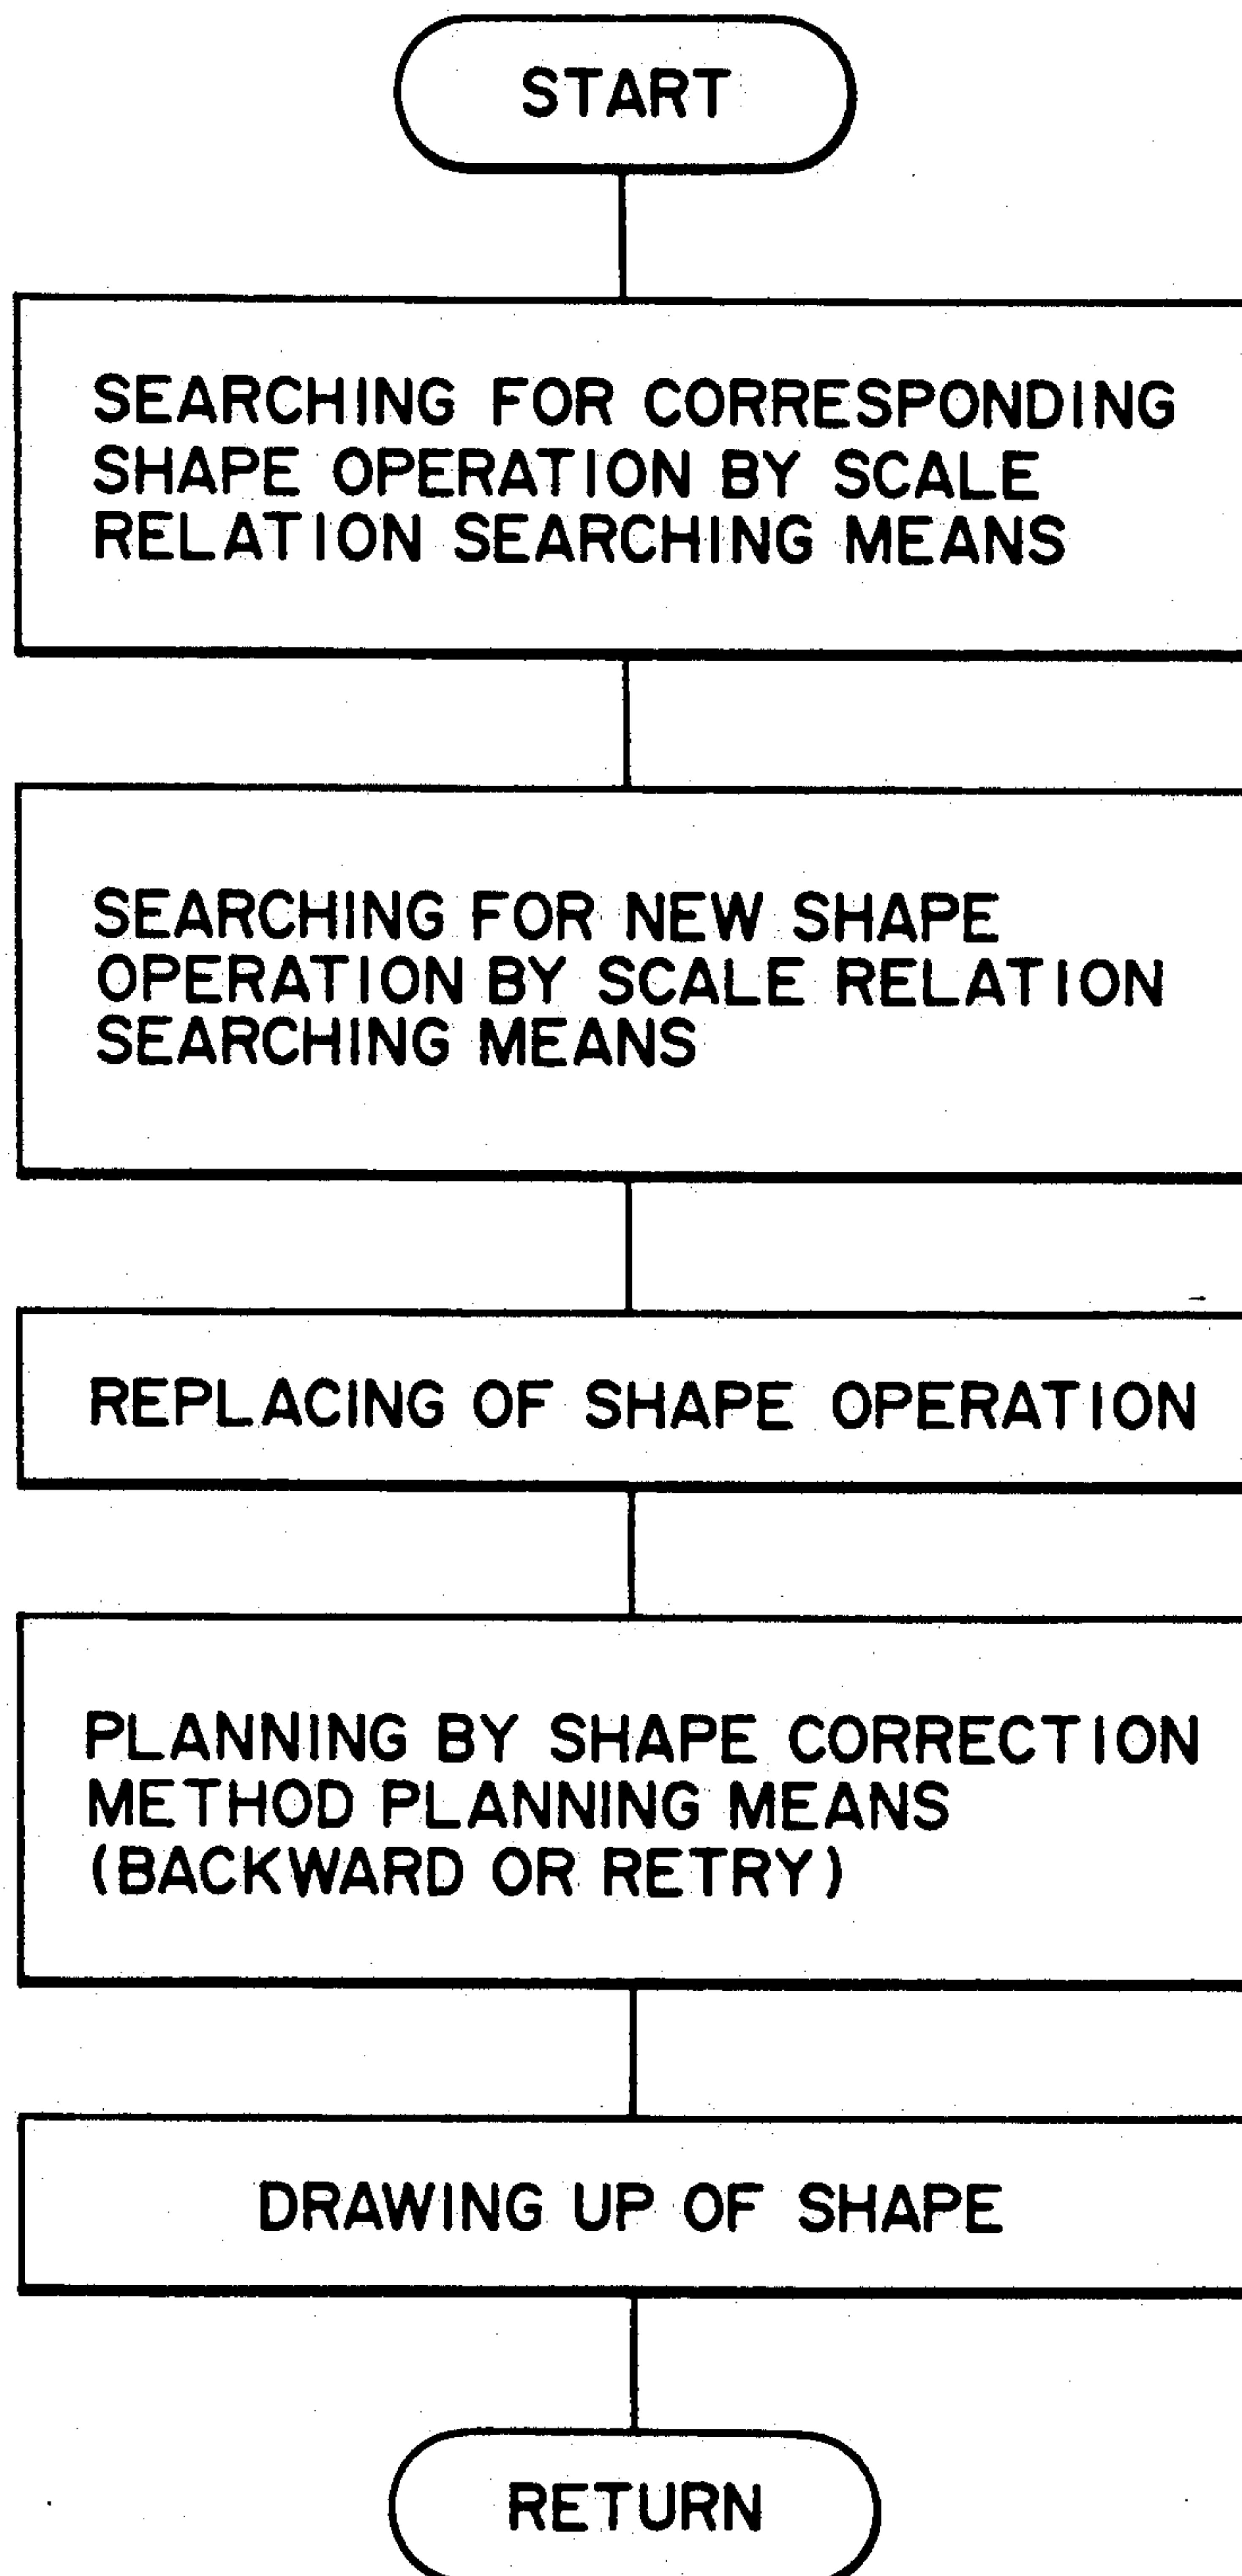 START
SEARCHING FOR CORRESPONDING
SHAPE OPERATION BY SCALE
RELATION SEARCHING MEANS
SEARCHING FOR NEW SHAPE
OPERATION BY SCALE RELATION
SEARCHING MEANS
REPLACING OF SHAPE OPERATION
PLANNING BY SHAPE CORRECTION
METHOD PLANNING MEANS
(BACKWARD OR RETRY)
DRAWING UP OF SHAPE
RETURN